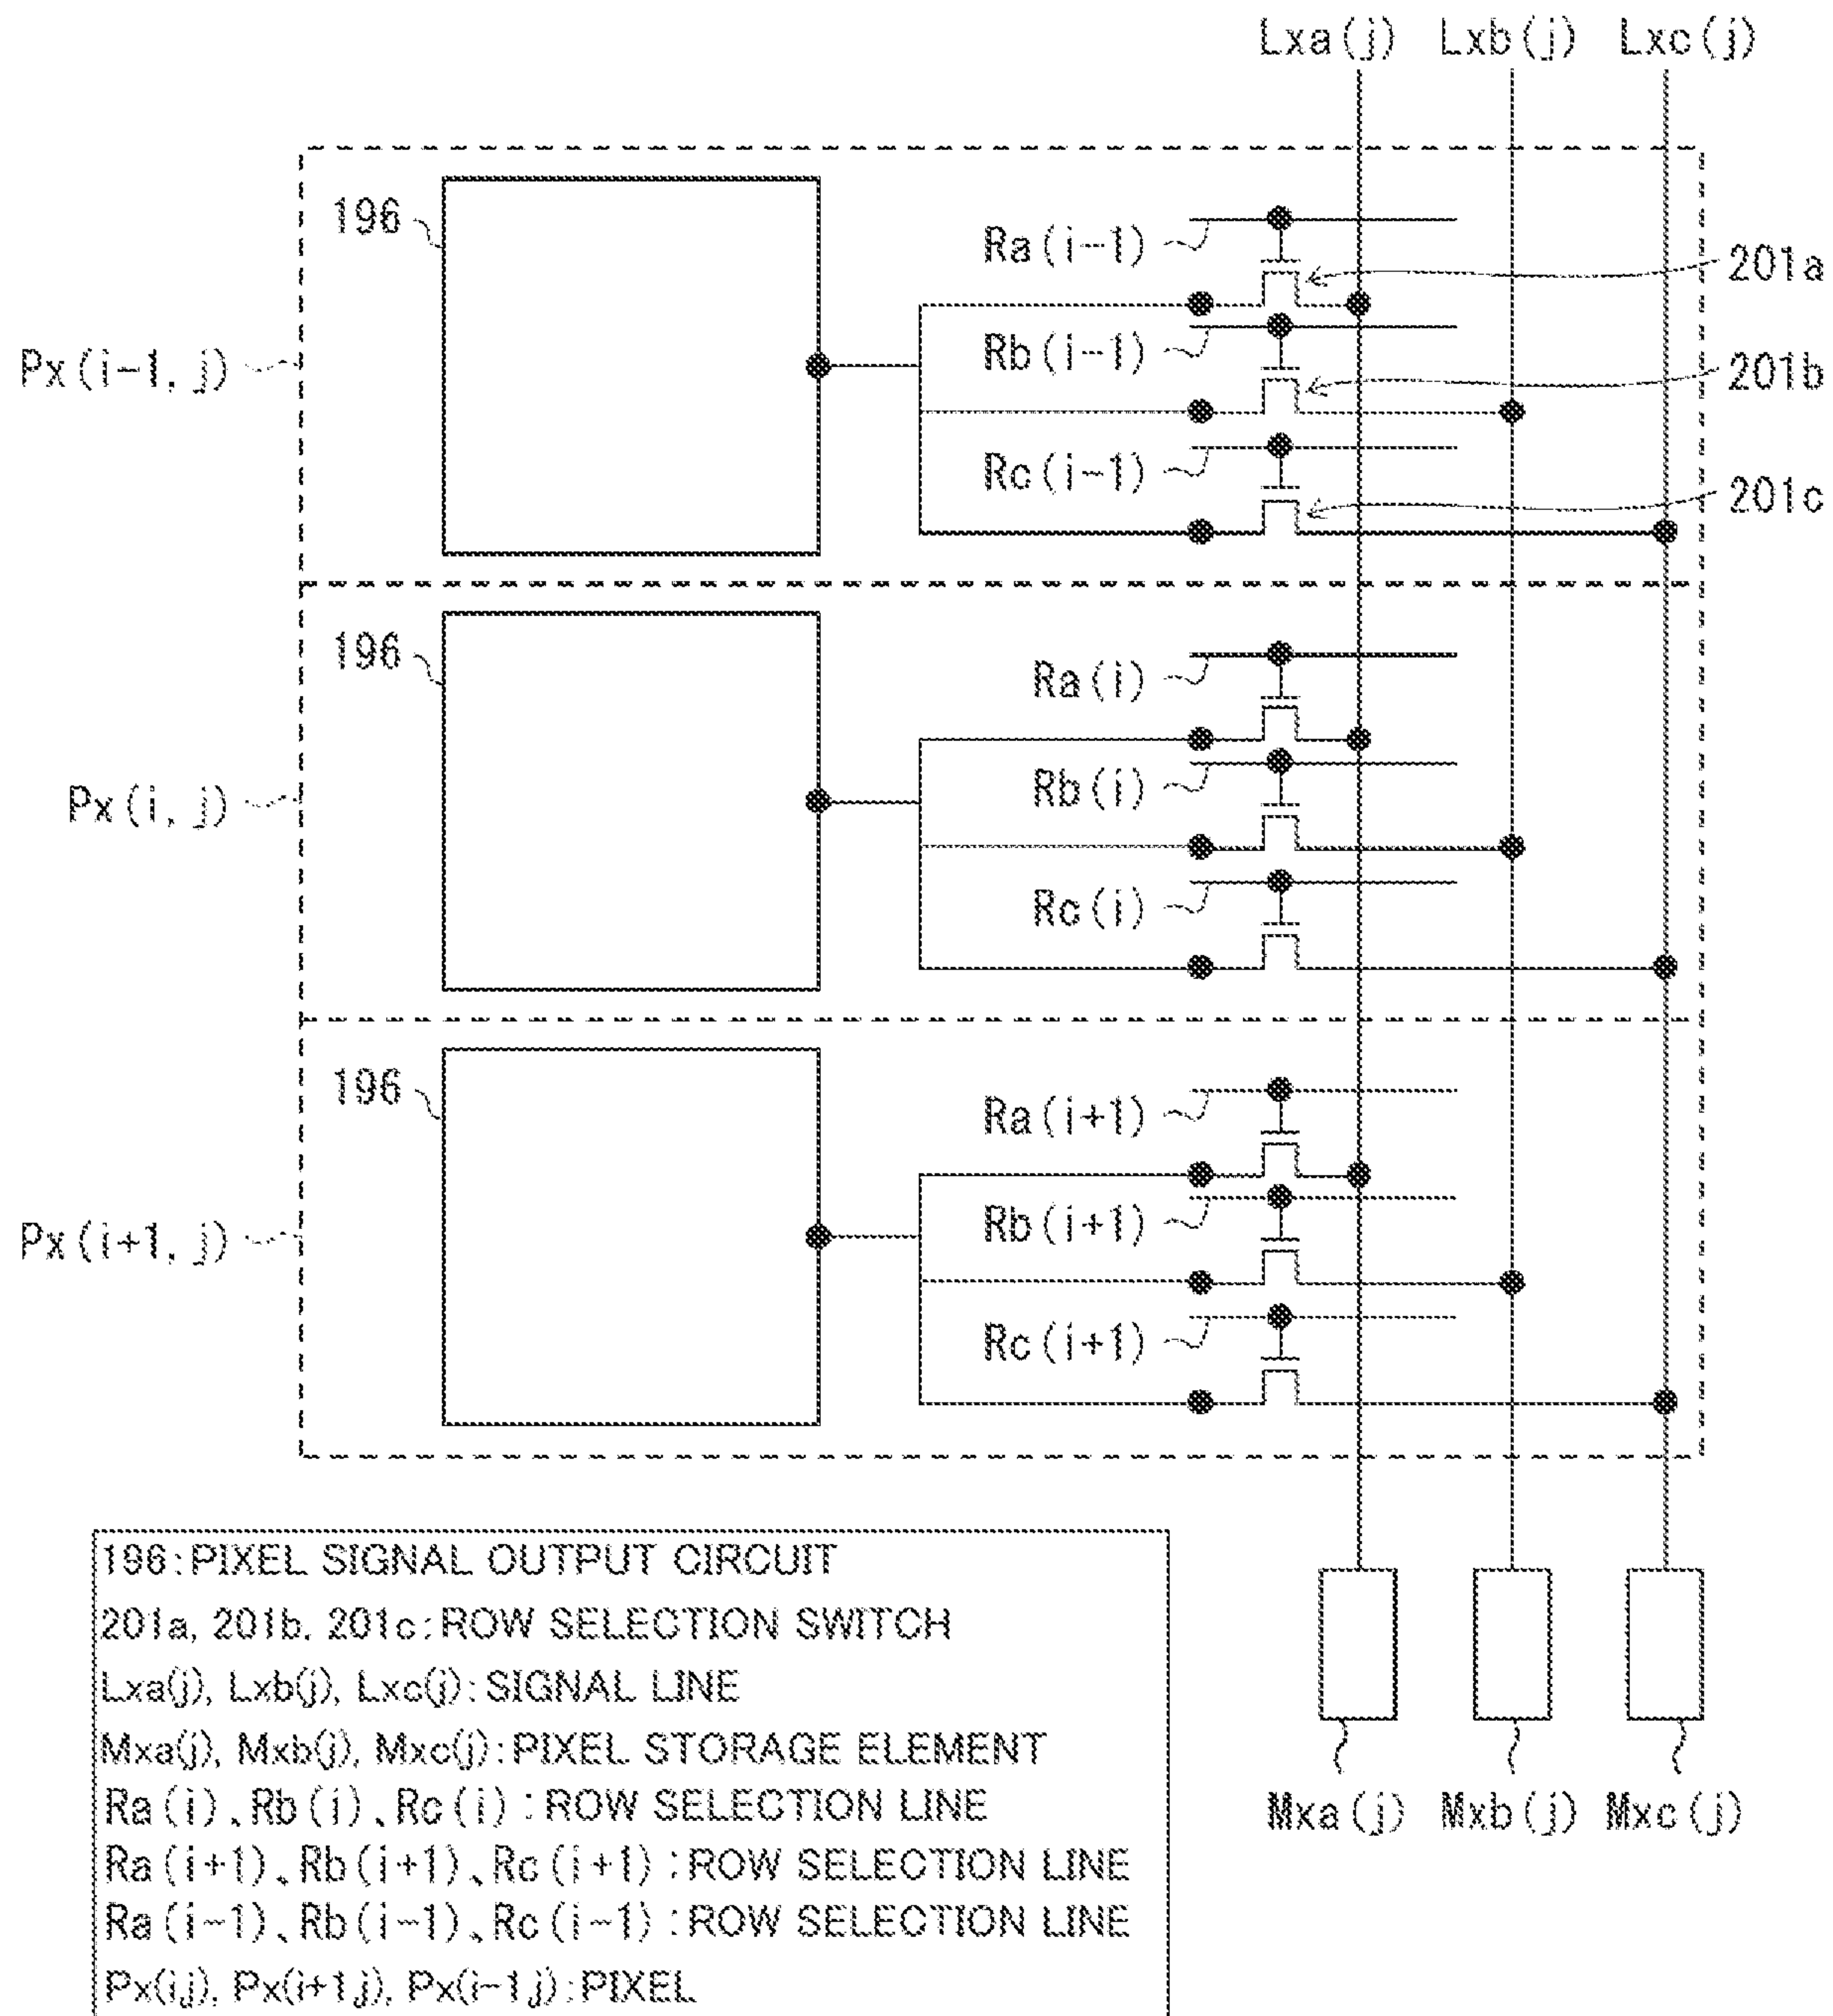 Lxa(j) Lxb(j) Lxc(j)
196
Ra(i-1)
201a
Px(i-1, j)
Rb(i-1)
201b
Rc(i-1)
201c
196
Ra(i)
Px(i, j)
Rb(i)
Rc(i)
196
Ra(i+1)
Px(i+1, j)
Rb(i+1)
Rc(i+1)
196:PIXEL SIGNAL OUTPUT CIRCUIT
201a, 201b, 201c:ROW SELECTION SWITCH
Lxa(j), Lxb(j), Lxc(j):SIGNAL LINE
Mxa(j), Mxb(j), Mxc(j):PIXEL STORAGE ELEMENT
Ra(i)、Rb(i)、Rc(i):ROW SELECTION LINE
Ra(i+1)、Rb(i+1)、Rc(i+1):ROW SELECTION LINE
Ra(i-1)、Rb(i-1)、Rc(i-1):ROW SELECTION LINE
Px(i,j), Px(i+1,j), Px(i-1,j):PIXEL
Mxa(j) Mxb(j) Mxc(j)